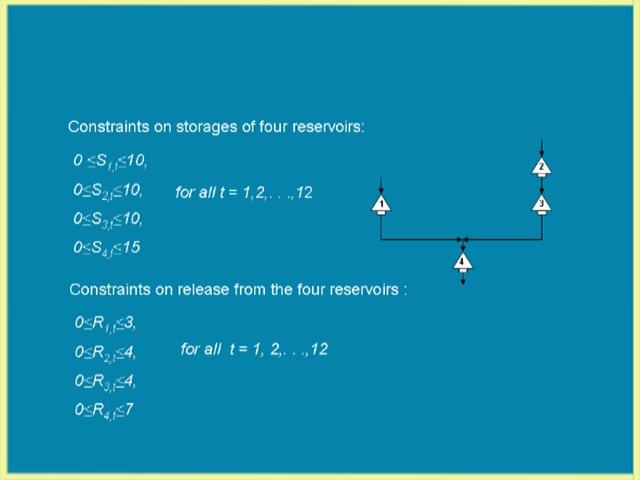 Constraints on storages of four reservoirs:
0 ≤S1,t≤10,
0≤S2,t≤10,
for all t = 1,2,. . .,12
0≤S3,t≤10,
0≤S4,t≤15
2
1
3
4
Constraints on release from the four reservoirs :
0≤R1,t≤3,
0≤R2,t≤4,
for all t = 1, 2,. . .,12
0≤R3,t≤4,
0≤R4,t≤7